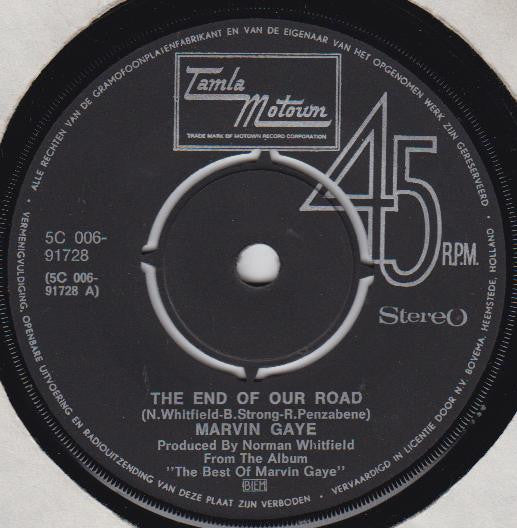 ALLE RECHTEN VAN DE GRAMOFOONPLATENFABRIKANT EN VAN DE EIGENAAR VAN HET OPGENOMEN WERK ZIJN GERESERVEERD •
VERMENIGVULDIGING, OPENBARE UITVOERING EN RADIOUITZENDING VAN DEZE PLAAT ZIJN VERBODEN • VERVAARDIGD IN LICENTIE DOOR N.V. BOVEMA, HEEMSTEDE, HOLLAND •
Tamla
Motown
TRADE MARK OF MOTOWN RECORD CORPORATION
45
R.P.M.
5C 006-
91728
(5C 006-
91728 A)
Stereo
THE END OF OUR ROAD
(N.Whitfield-B.Strong-R.Penzabene)
MARVIN GAYE
Produced By Norman Whitfield
From The Album
"The Best Of Marvin Gaye"
BIEM